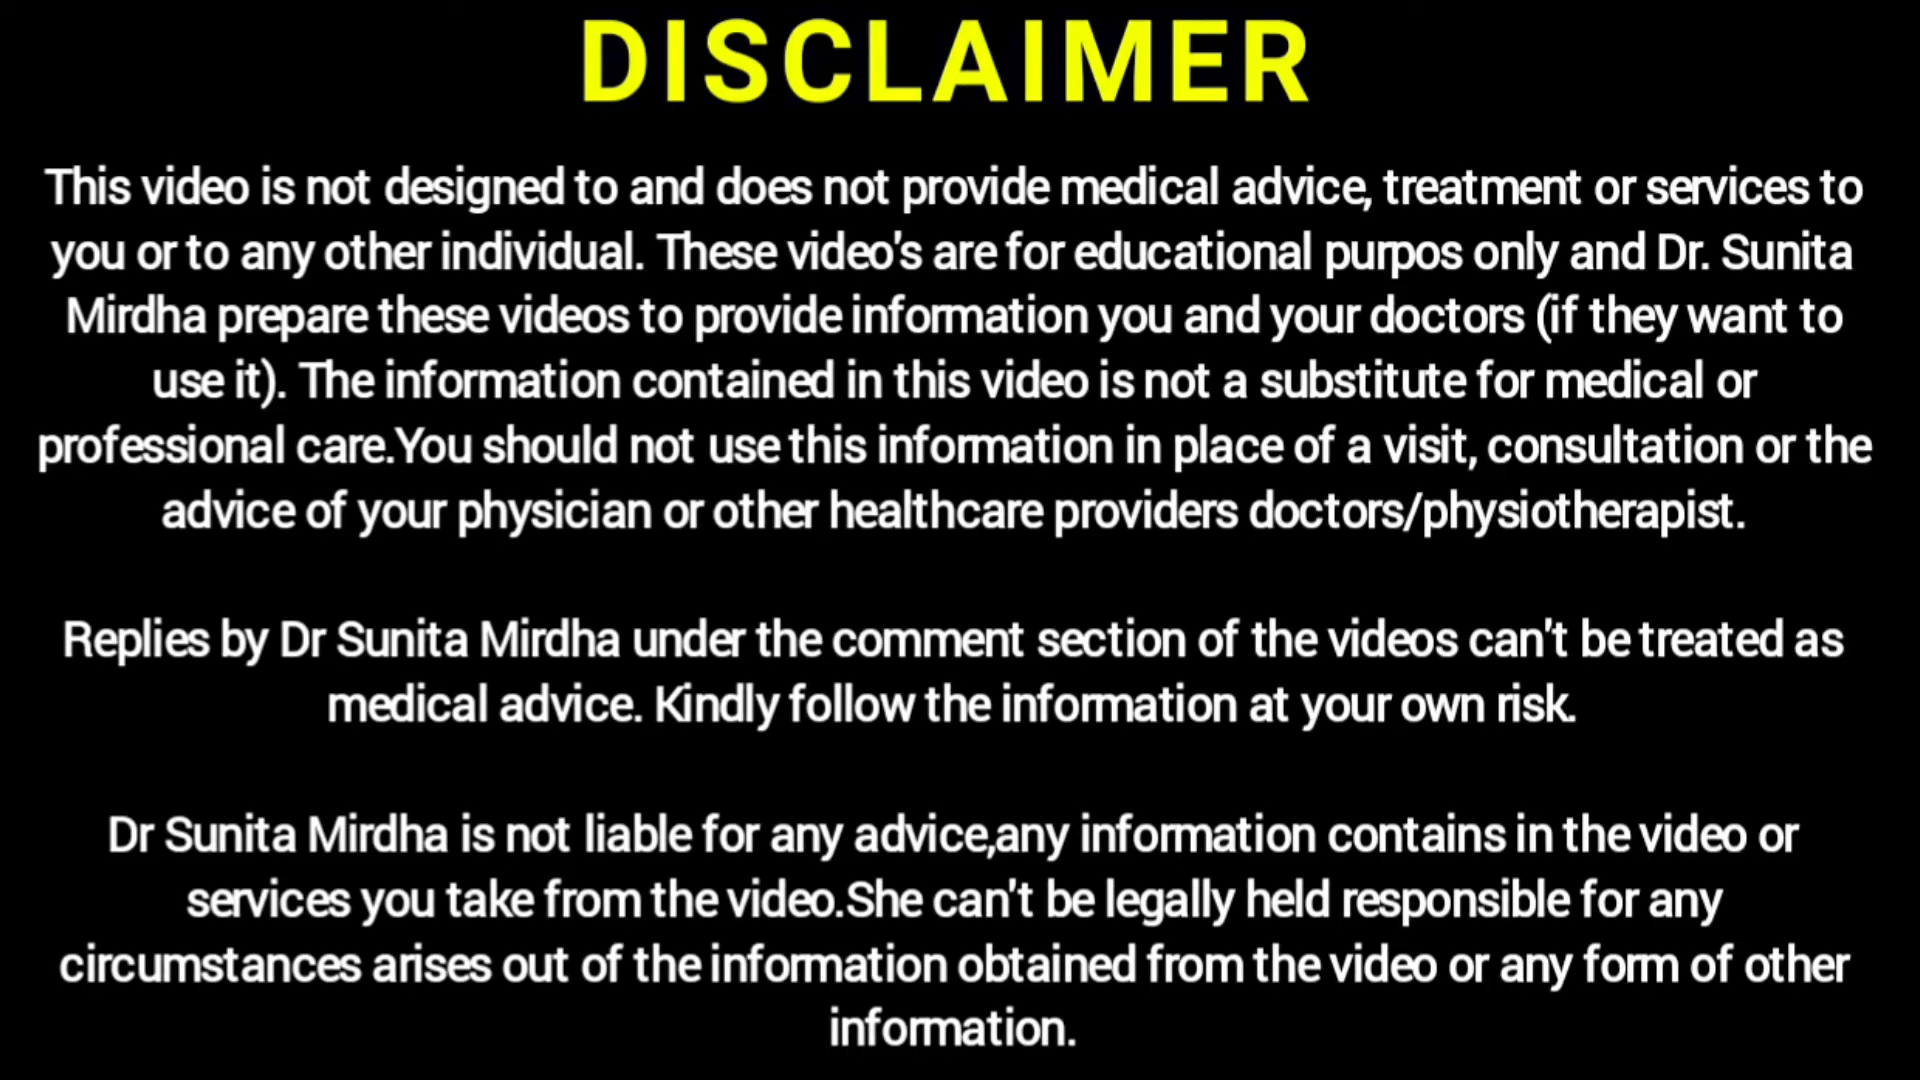 DISCLAIMER
This video is not designed to and does not provide medical advice, treatment or services to
you or to any other individual. These video's are for educational purpos only and Dr. Sunita
Mirdha prepare these videos to provide information you and your doctors (if they want to
use it). The information contained in this video is not a substitute for medical or
professional care.You should not use this information in place of a visit, consultation or the
advice of your physician or other healthcare providers doctors/physiotherapist.
Replies by Dr Sunita Mirdha under the comment section of the videos can't be treated as
medical advice. Kindly follow the information at your own risk.
Dr Sunita Mirdha is not liable for any advice,any information contains in the video or
services you take from the video.She can't be legally held responsible for any
circumstances arises out of the information obtained from the video or any form of other
information.